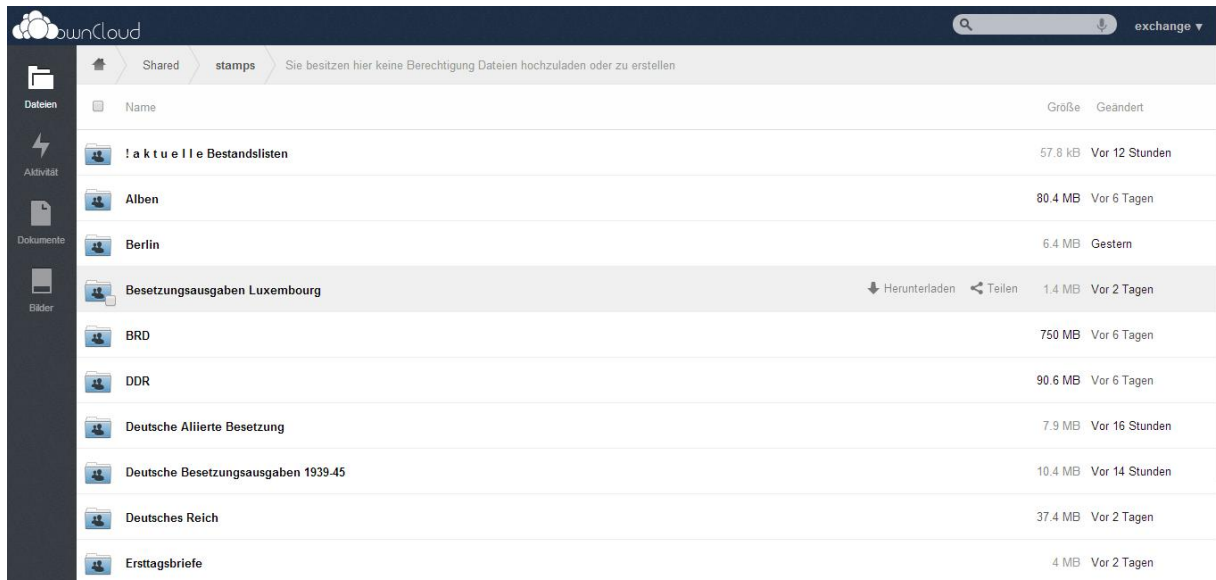 ownCloud
exchange ▾
Shared stamps Sie besitzen hier keine Berechtigung Dateien hochzuladen oder zu erstellen
Dateien
Aktivität
Dokumente
Bilder
Name Größe Geändert
! a k t u e l l e Bestandslisten 57.8 kB Vor 12 Stunden
Alben 80.4 MB Vor 6 Tagen
Berlin 6.4 MB Gestern
Besetzungsausgaben Luxembourg Herunterladen Teilen 1.4 MB Vor 2 Tagen
BRD 750 MB Vor 6 Tagen
DDR 90.6 MB Vor 6 Tagen
Deutsche Aliierte Besetzung 7.9 MB Vor 16 Stunden
Deutsche Besetzungsausgaben 1939-45 10.4 MB Vor 14 Stunden
Deutsches Reich 37.4 MB Vor 2 Tagen
Ersttagsbriefe 4 MB Vor 2 Tagen